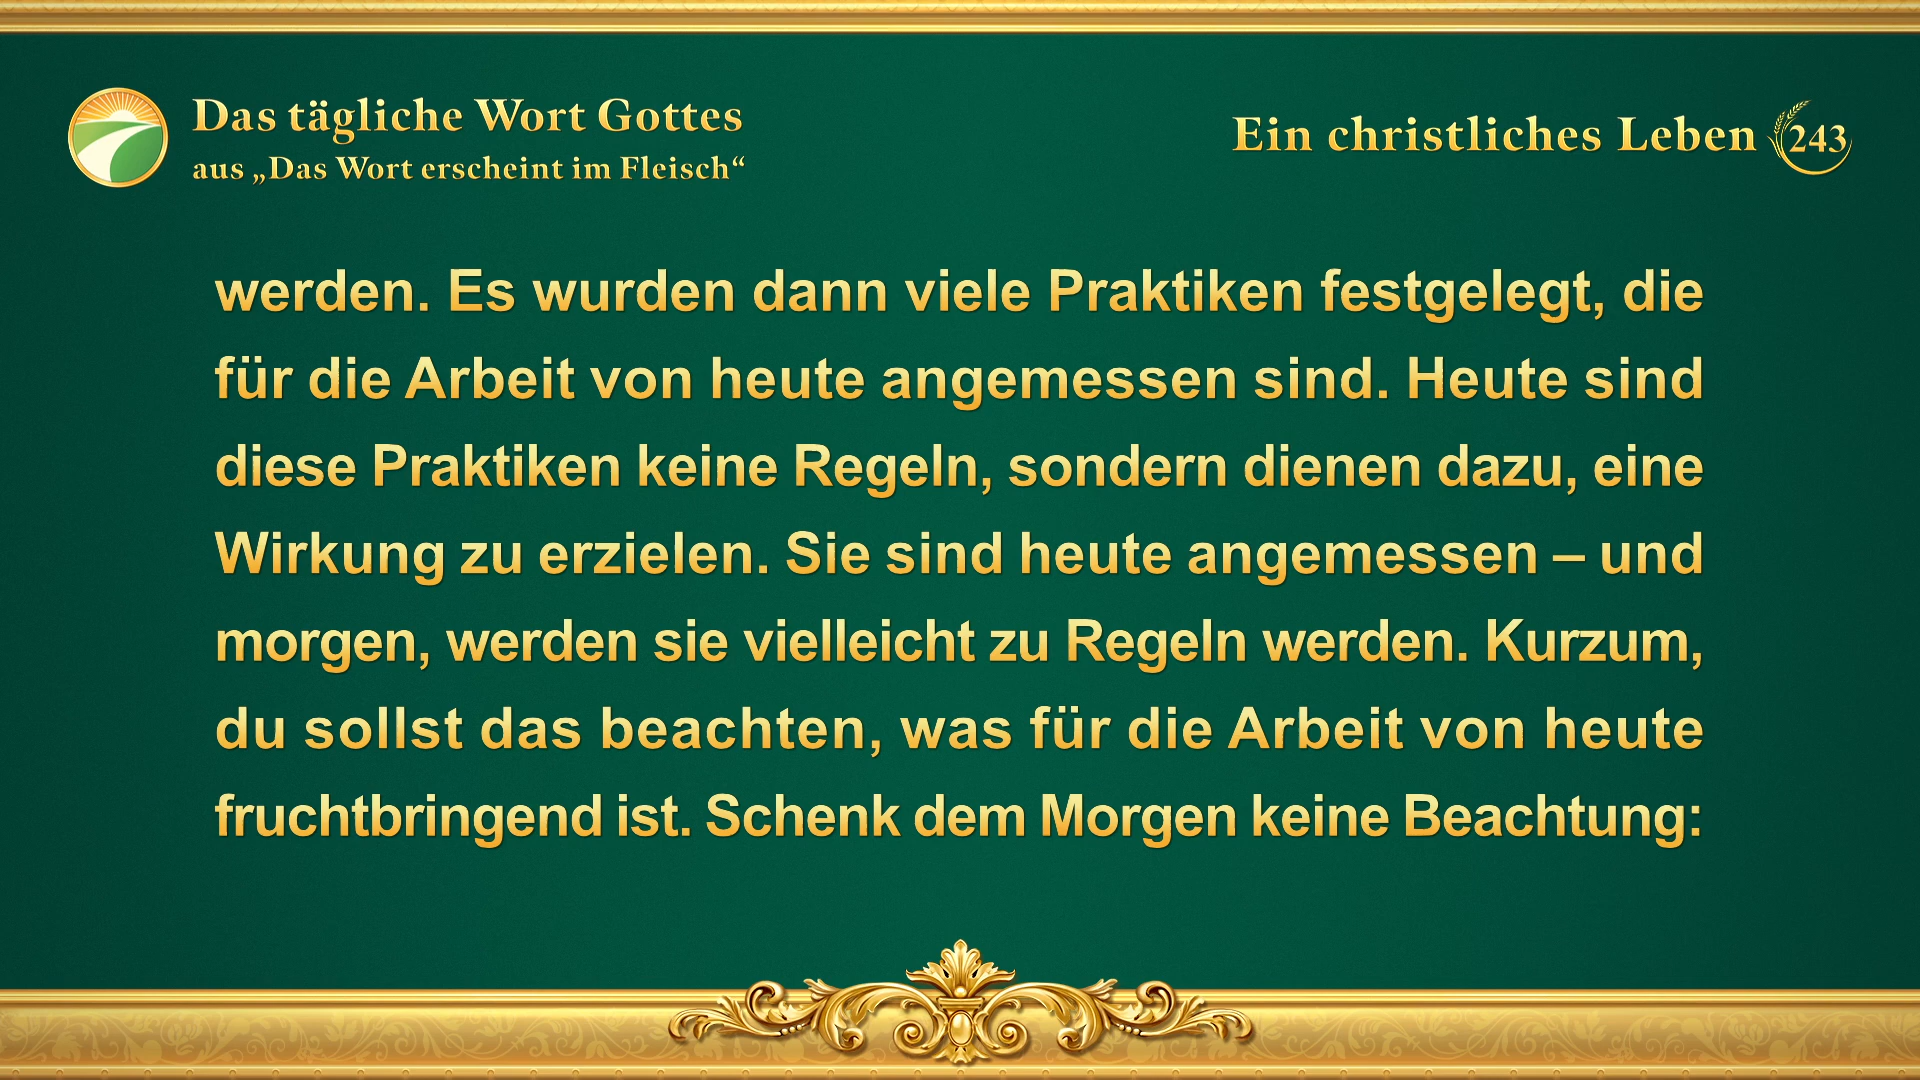 Das tägliche Wort Gottes
aus „Das Wort erscheint im Fleisch“
Ein christliches Leben 243
werden. Es wurden dann viele Praktiken festgelegt, die
für die Arbeit von heute angemessen sind. Heute sind
diese Praktiken keine Regeln, sondern dienen dazu, eine
Wirkung zu erzielen. Sie sind heute angemessen – und
morgen, werden sie vielleicht zu Regeln werden. Kurzum,
du sollst das beachten, was für die Arbeit von heute
fruchtbringend ist. Schenk dem Morgen keine Beachtung: